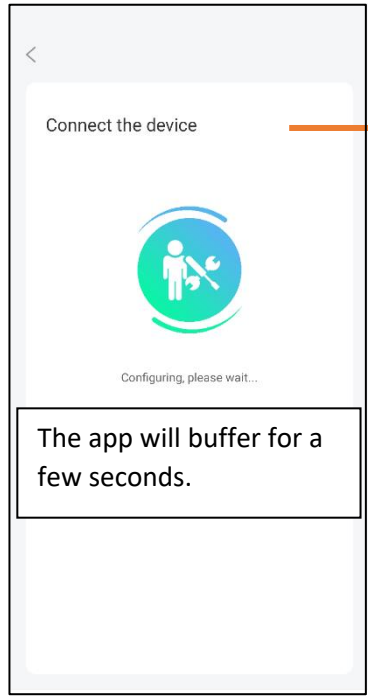 Connect the device
Configuring, please wait...
The app will buffer for a
few seconds.